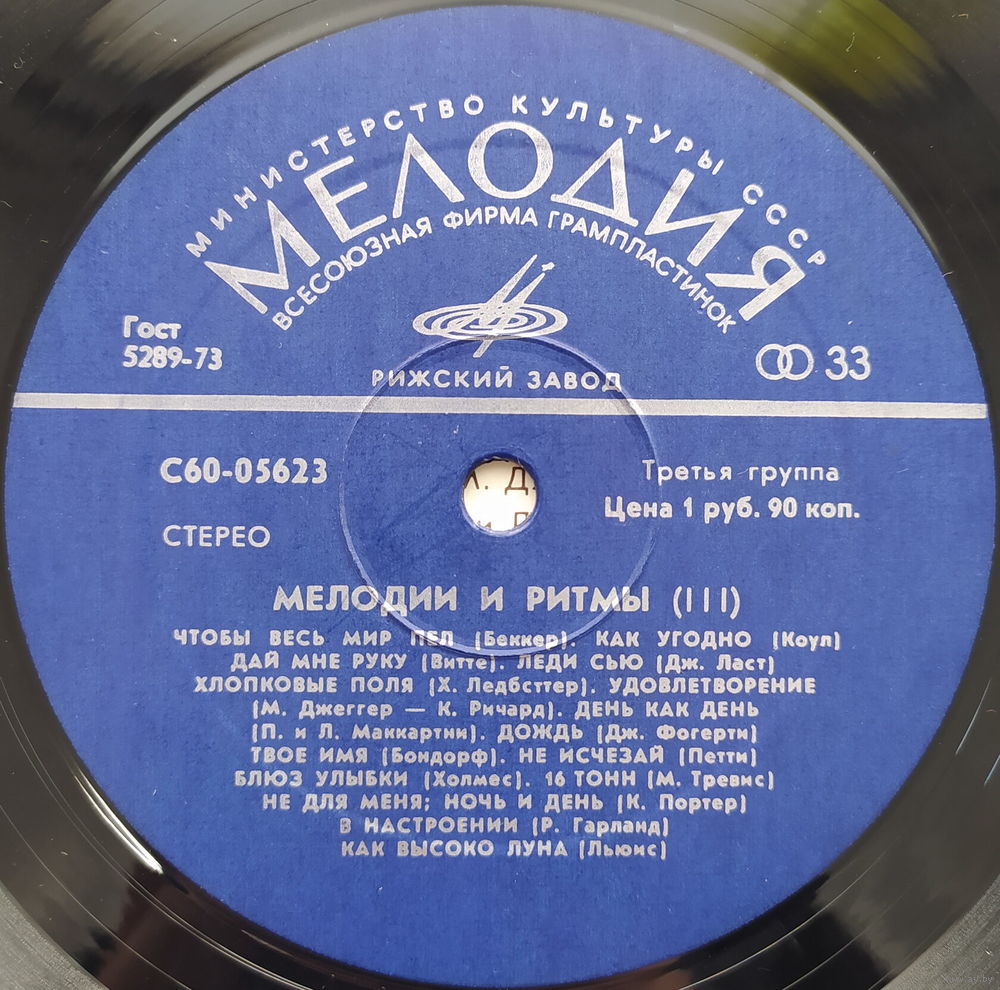 МИНИСТЕРСТВО КУЛЬТУРЫ СССР
МЕЛОДИЯ
ВСЕСОЮЗНАЯ ФИРМА ГРАМПЛАСТИНОК
Гост
5289-73
33
РИЖСКИЙ ЗАВОД
С60-05623
Третья группа
Цена 1 руб. 90 коп.
СТЕРЕО
МЕЛОДИИ И РИТМЫ (III)
ЧТОБЫ ВЕСЬ МИР ПЕЛ (Беккер). КАК УГОДНО (Коул)
ДАЙ МНЕ РУКУ (Витте). ЛЕДИ СЬЮ (Дж. Ласт)
ХЛОПКОВЫЕ ПОЛЯ (Х. Ледбеттер). УДОВЛЕТВОРЕНИЕ
(М. Джеггер — К. Ричард). ДЕНЬ КАК ДЕНЬ
(П. и Л. Маккартни). ДОЖДЬ (Дж. Фогерти)
ТВОЕ ИМЯ (Бондорф). НЕ ИСЧЕЗАЙ (Петти)
БЛЮЗ УЛЫБКИ (Холмес). 16 ТОНН (М. Тревис)
НЕ ДЛЯ МЕНЯ; НОЧЬ И ДЕНЬ (К. Портер)
В НАСТРОЕНИИ (Р. Гарланд)
КАК ВЫСОКО ЛУНА (Льюис)